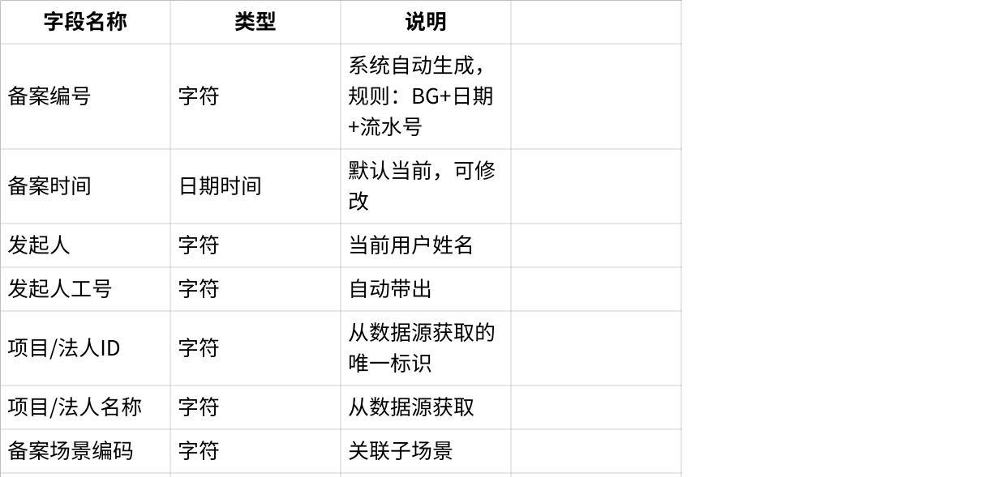 字段名称 类型 说明
备案编号 字符 系统自动生成，
规则：BG+日期
+流水号
备案时间 日期时间 默认当前，可修
改
发起人 字符 当前用户姓名
发起人工号 字符 自动带出
项目/法人ID 字符 从数据源获取的
唯一标识
项目/法人名称 字符 从数据源获取
备案场景编码 字符 关联子场景